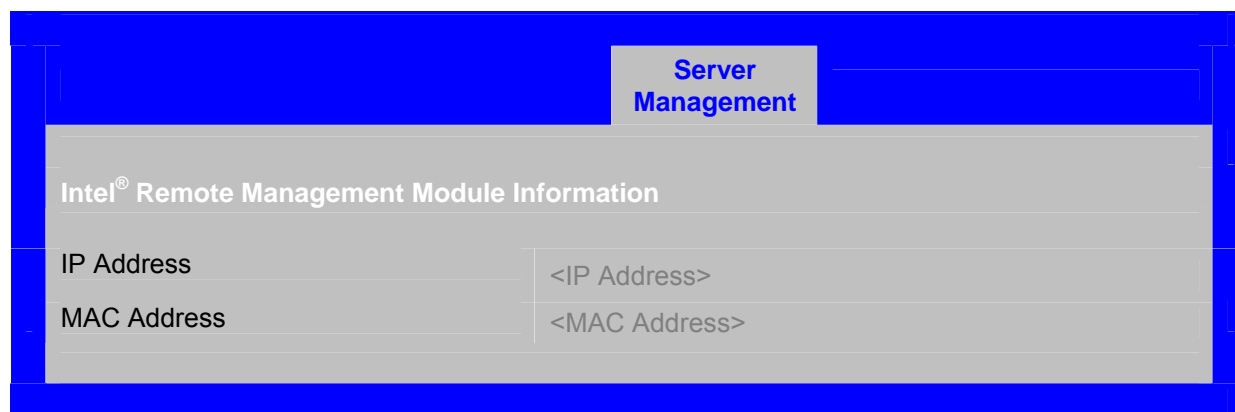 Server
Management
Intel® Remote Management Module Information
IP Address <IP Address>
MAC Address <MAC Address>